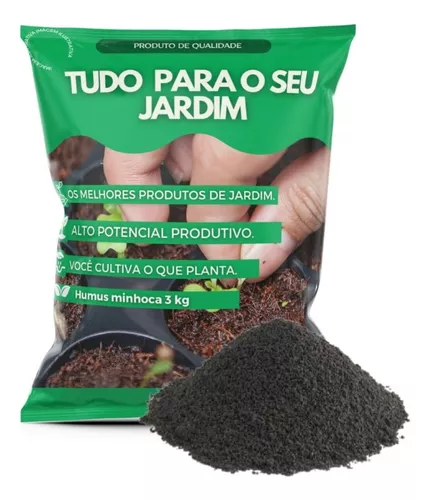 PRODUTO DE QUALIDADE
TUDO PARA O SEU
JARDIM
OS MELHORES PRODUTOS DE JARDIM.
ALTO POTENCIAL PRODUTIVO.
VOCÊ CULTIVA O QUE PLANTA.
Humus minhoca 3 kg